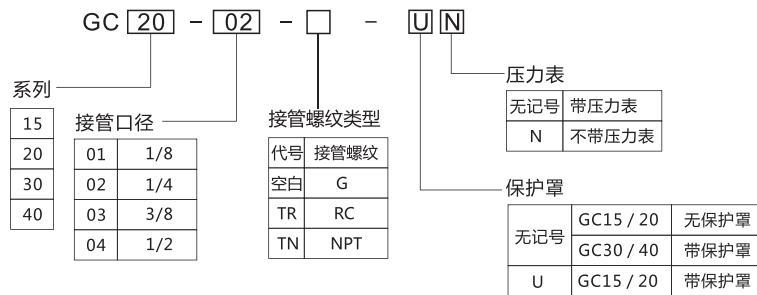 GC 20 - 02 - □ - U N
系列
15
20
30
40
接管口径
01 1/8
02 1/4
03 3/8
04 1/2
接管螺纹类型
代号 接管螺纹
空白 G
TR RC
TN NPT
压力表
无记号 带压力表
N 不带压力表
保护罩
无记号 GC15 / 20 无保护罩
GC30 / 40 带保护罩
U GC15 / 20 带保护罩